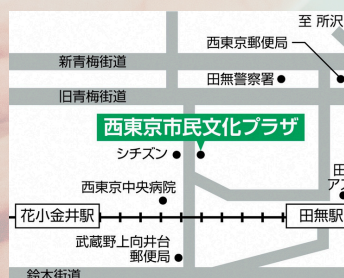 至 所沢
西東京郵便局
新青梅街道
田無警察署
旧青梅街道
西東京市民文化プラザ
シチズン
西東京中央病院
花小金井駅
田無駅
武蔵野上向井台
郵便局
鈴木街道